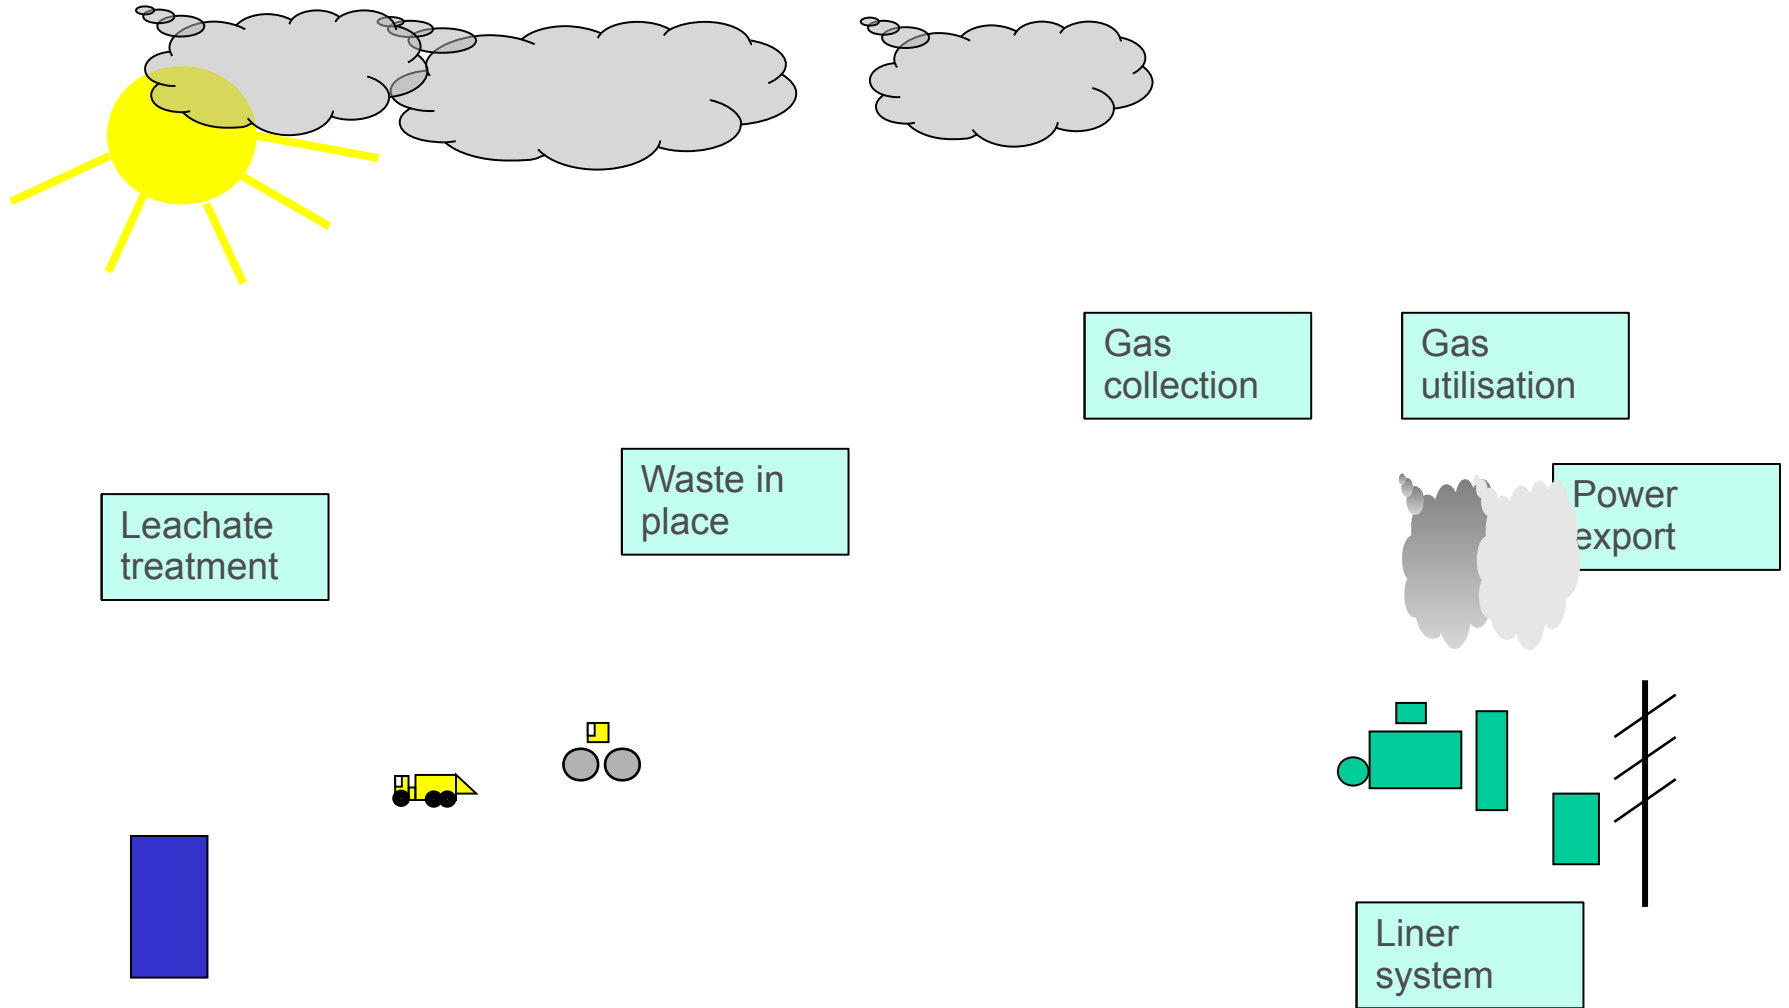 Gas
collection
Gas
utilisation
Waste in
place
Power
export
Leachate
treatment
Liner
system